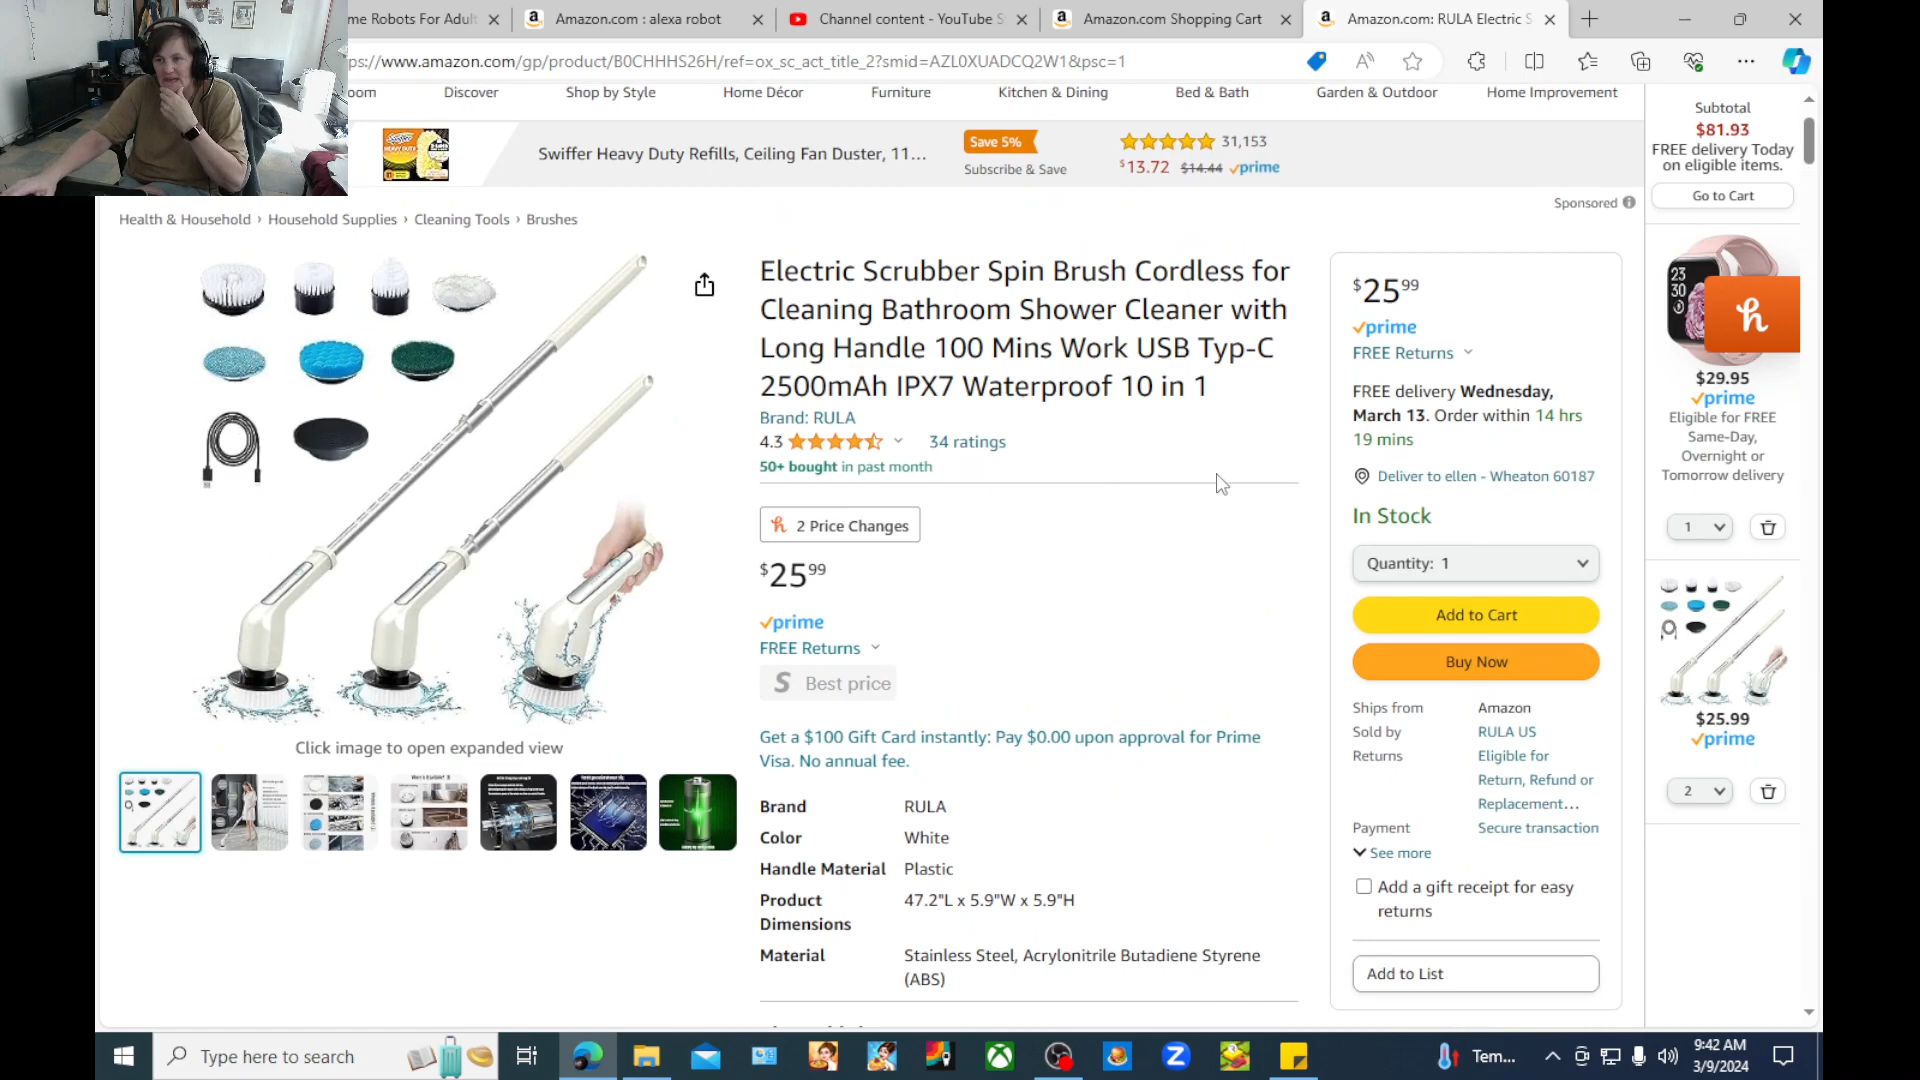 me Robots For Adult
Amazon.com : alexa robot
Channel content - YouTube S
Amazon.com Shopping Cart
Amazon.com: RULA Electric S
ps://www.amazon.com/gp/product/B0CHHHS26H/ref=ox_sc_act_title_2?smid=AZL0XUADCQ2W1&psc=1
oom Discover Shop by Style Home Décor Furniture Kitchen & Dining Bed & Bath Garden & Outdoor Home Improvement
Swiffer Heavy Duty Refills, Ceiling Fan Duster, 11...
Save 5%
Subscribe & Save
31,153
$13.72 $14.44 prime
Sponsored
Health & Household › Household Supplies › Cleaning Tools › Brushes
Click image to open expanded view
Electric Scrubber Spin Brush Cordless for
Cleaning Bathroom Shower Cleaner with
Long Handle 100 Mins Work USB Typ-C
2500mAh IPX7 Waterproof 10 in 1
Brand: RULA
4.3 34 ratings
50+ bought in past month
2 Price Changes
$25 99
prime
FREE Returns
S Best price
Get a $100 Gift Card instantly: Pay $0.00 upon approval for Prime
Visa. No annual fee.
Brand RULA
Color White
Handle Material Plastic
Product 47.2"L x 5.9"W x 5.9"H
Dimensions
Material Stainless Steel, Acrylonitrile Butadiene Styrene
(ABS)
$25 99
prime
FREE Returns
FREE delivery Wednesday,
March 13. Order within 14 hrs
19 mins
Deliver to ellen - Wheaton 60187
In Stock
Quantity: 1
Add to Cart
Buy Now
Ships from Amazon
Sold by RULA US
Returns Eligible for
Return, Refund or
Replacement...
Payment Secure transaction
See more
Add a gift receipt for easy
returns
Add to List
Subtotal
$81.93
FREE delivery Today
on eligible items.
Go to Cart
23
30
h
$29.95
prime
Eligible for FREE
Same-Day,
Overnight or
Tomorrow delivery
1
$25.99
prime
2
Type here to search
Tem...
9:42 AM
3/9/2024